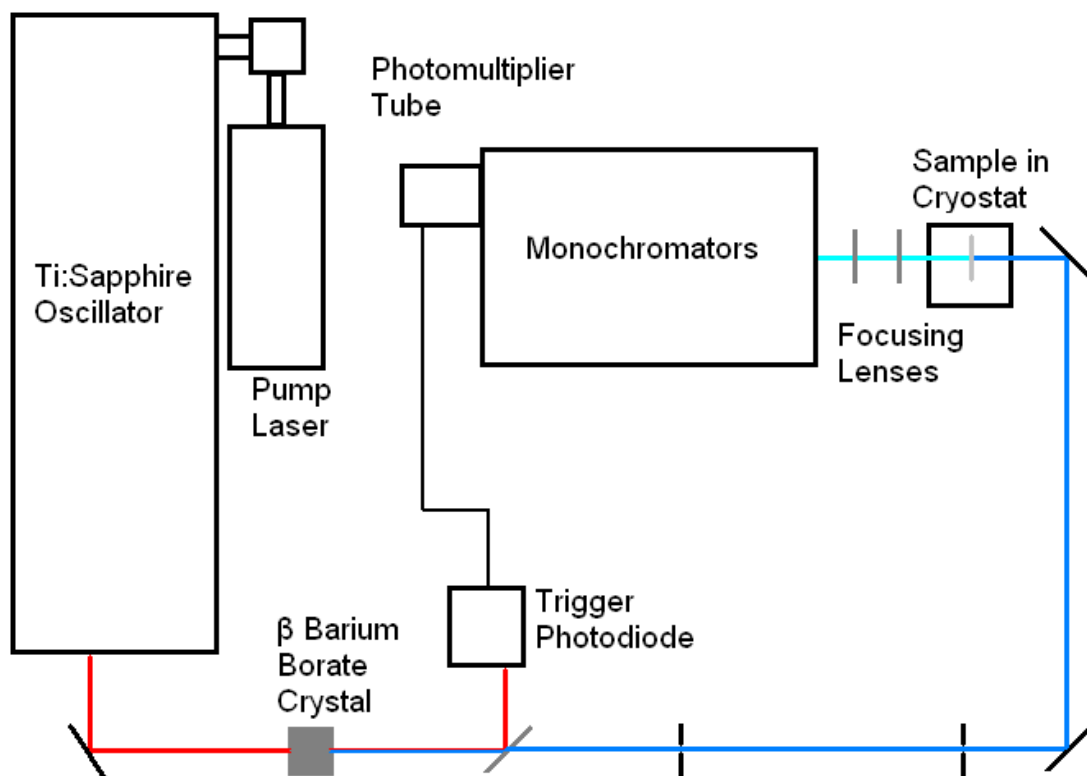 Photomultiplier
Tube
Sample in
Cryostat
Monochromators
Ti:Sapphire
Oscillator
Focusing
Lenses
Pump
Laser
Trigger
Photodiode
β Barium
Borate
Crystal